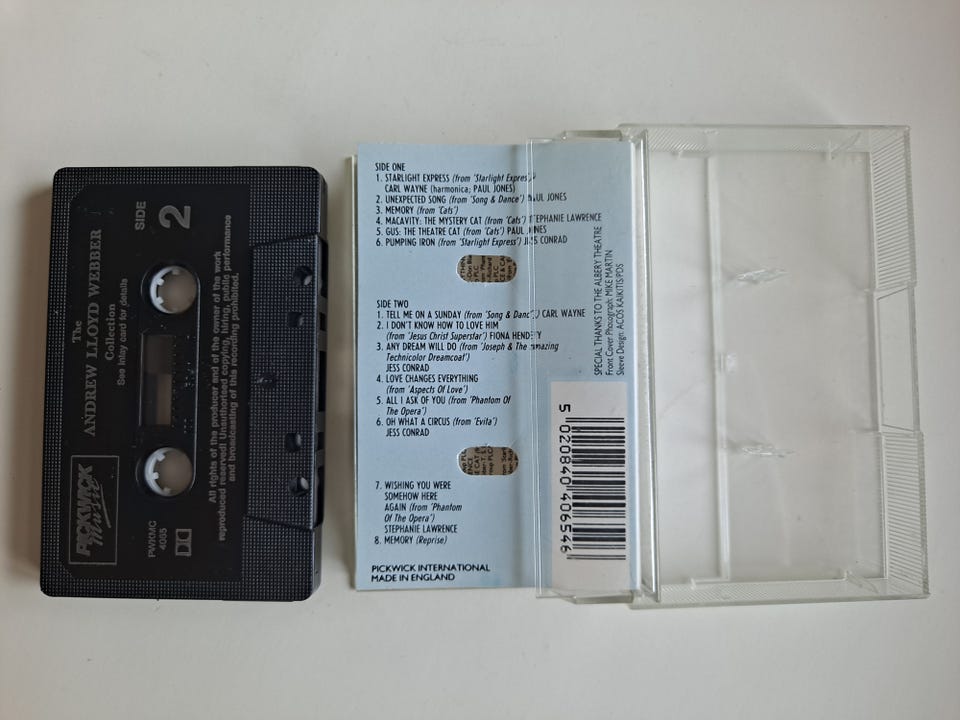 The
ANDREW LLOYD WEBBER
Collection
See inlay card for details
SIDE
2
PICKWICK
music
PWKMC
4065
All rights of the producer and of the owner of the work
reproduced reserved. Unauthorised copying, hiring, public performance
and broadcasting of this recording prohibited.
SIDE ONE
1. STARLIGHT EXPRESS (from 'Starlight Express')
CARL WAYNE (harmonica; PAUL JONES)
2. UNEXPECTED SONG (from 'Song & Dance') PAUL JONES
3. MEMORY (from 'Cats')
4. MACAVITY: THE MYSTERY CAT (from 'Cats') STEPHANIE LAWRENCE
5. GUS: THE THEATRE CAT (from 'Cats') PAUL JONES
6. PUMPING IRON (from 'Starlight Express') JESS CONRAD
SIDE TWO
1. TELL ME ON A SUNDAY (from 'Song & Dance') CARL WAYNE
2. I DON'T KNOW HOW TO LOVE HIM
(from 'Jesus Christ Superstar') FIONA HENDLEY
3. ANY DREAM WILL DO (from 'Joseph & The Amazing
Technicolor Dreamcoat')
JESS CONRAD
4. LOVE CHANGES EVERYTHING
(from 'Aspects Of Love')
5. ALL I ASK OF YOU (from 'Phantom Of
The Opera')
6. OH WHAT A CIRCUS (from 'Evita')
JESS CONRAD
7. WISHING YOU WERE
SOMEHOW HERE
AGAIN (from 'Phantom
Of The Opera')
STEPHANIE LAWRENCE
8. MEMORY (Reprise)
PICKWICK INTERNATIONAL
MADE IN ENGLAND
SPECIAL THANKS TO THE ALBERY THEATRE
Front Cover Photograph: MIKE MARTIN
Sleeve Design: ACOS KAIKITIS/PDS
5 020840 406546